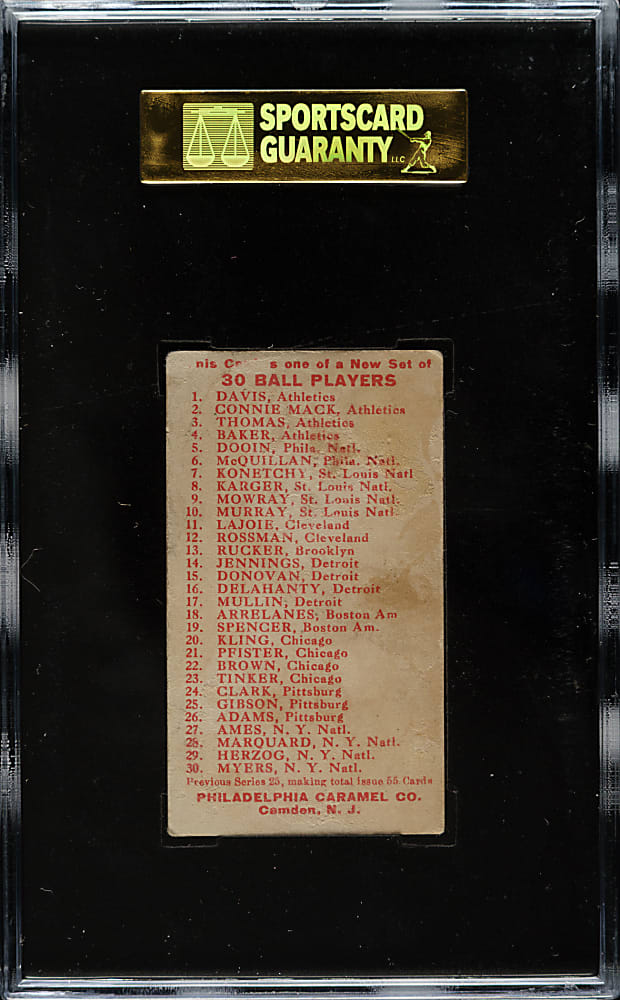 SPORTSCARD
GUARANTY LLC
nis one of a New Set of
30 BALL PLAYERS
1. DAVIS, Athletics
2. CONNIE MACK, Athletics
3. THOMAS, Athletics
4. BAKER, Athletics
5. DOOIN, Phila. Natl.
6. McQUILLAN, Phila. Natl.
7. KONETCHY, St. Louis Natl
8. KARGER, St. Louis Natl.
9. MOWRAY, St. Louis Natl.
10. MURRAY, St. Louis Natl.
11. LAJOIE, Cleveland
12. ROSSMAN, Cleveland
13. RUCKER, Brooklyn
14. JENNINGS, Detroit
15. DONOVAN, Detroit
16. DELAHANTY, Detroit
17. MULLIN, Detroit
18. ARRELANES, Boston Am
19. SPENCER, Boston Am.
20. KLING, Chicago
21. PFISTER, Chicago
22. BROWN, Chicago
23. TINKER, Chicago
24. CLARK, Pittsburg
25. GIBSON, Pittsburg
26. ADAMS, Pittsburg
27. AMES, N. Y. Natl.
28. MARQUARD, N. Y. Natl.
29. HERZOG, N. Y. Natl.
30. MYERS, N. Y. Natl.
Previous Series 25, making total issue 55 Cards
PHILADELPHIA CARAMEL CO.
Camden, N. J.